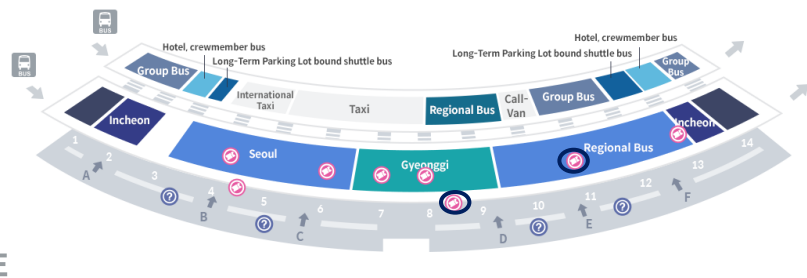 BUS
BUS
Hotel, crewmember bus
Long-Term Parking Lot bound shuttle bus
Hotel, crewmember bus
Long-Term Parking Lot bound shuttle bus
Group Bus
International
Taxi
Taxi
Regional Bus
Call-
Van
Group Bus
Group
Bus
Incheon
Seoul
Gyeonggi
Regional Bus
Incheon
1
2
3
4
5
6
7
8
9
10
11
12
13
14
A
B
C
D
E
F
?
?
?
?
E